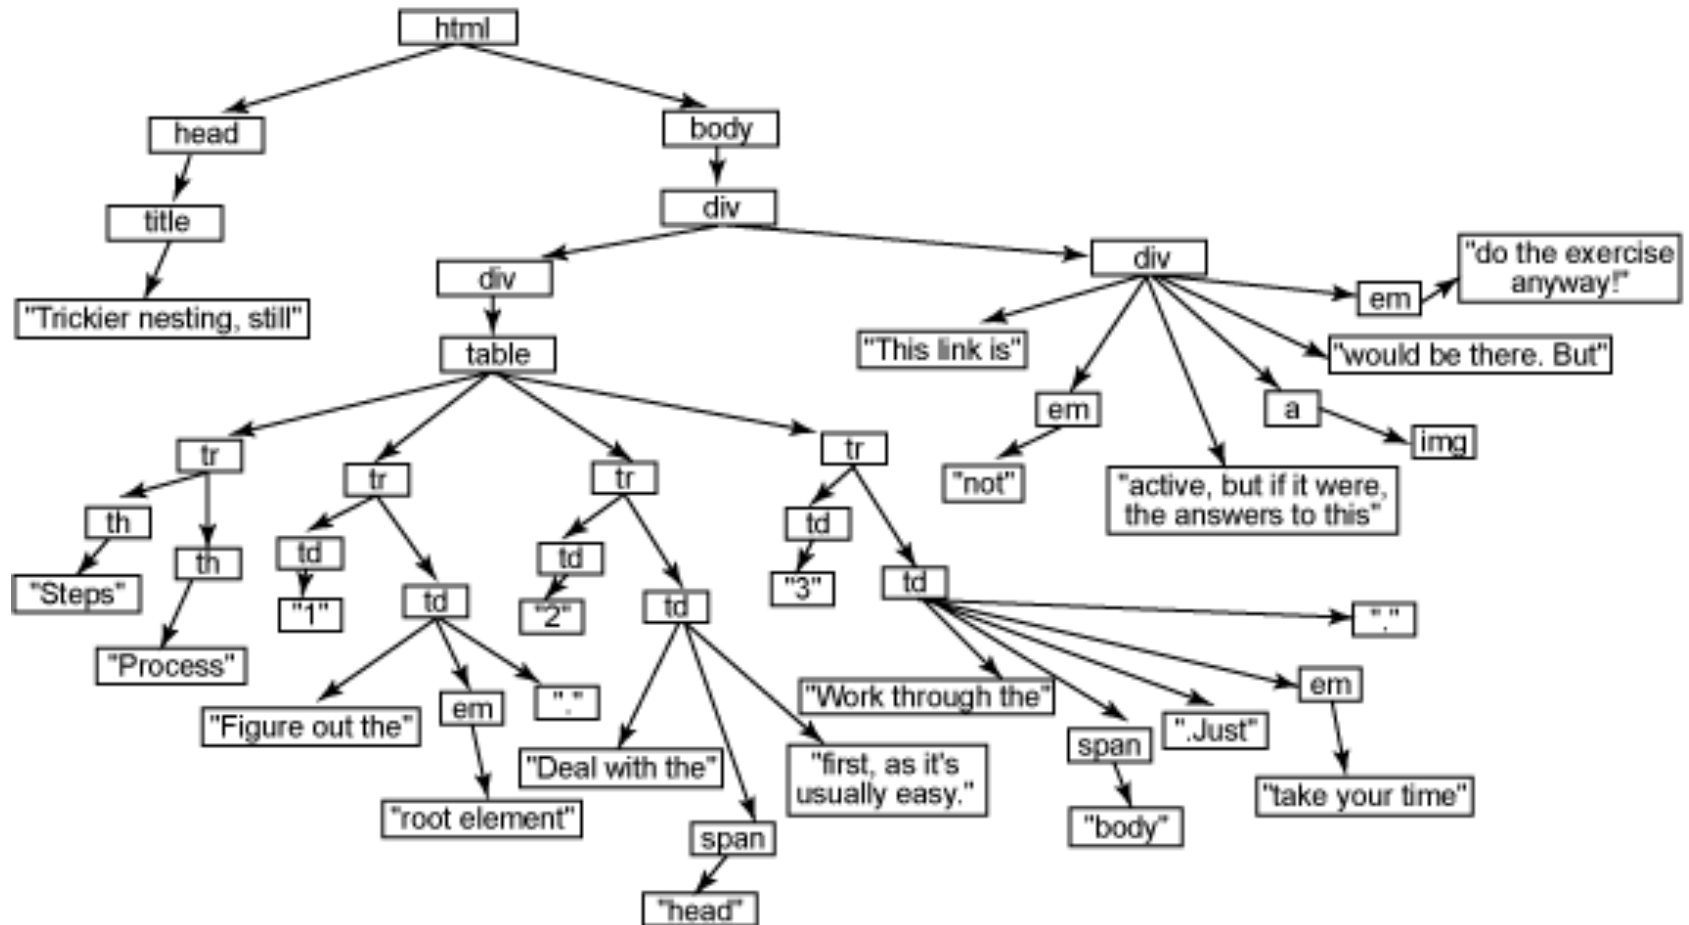 html
head
body
title
div
"Trickier nesting, still"
div
div
"do the exercise
anyway!"
em
table
"This link is"
"would be there. But"
em
a
img
"not"
"active, but if it were,
the answers to this"
tr
tr
tr
tr
th
th
"Steps"
"Process"
td
"1"
td
"Figure out the"
em
"."
"root element"
td
"2"
td
"Deal with the"
span
"head"
"first, as it's
usually easy."
td
"3"
td
"Work through the"
span
"body"
".Just"
em
"take your time"
"."